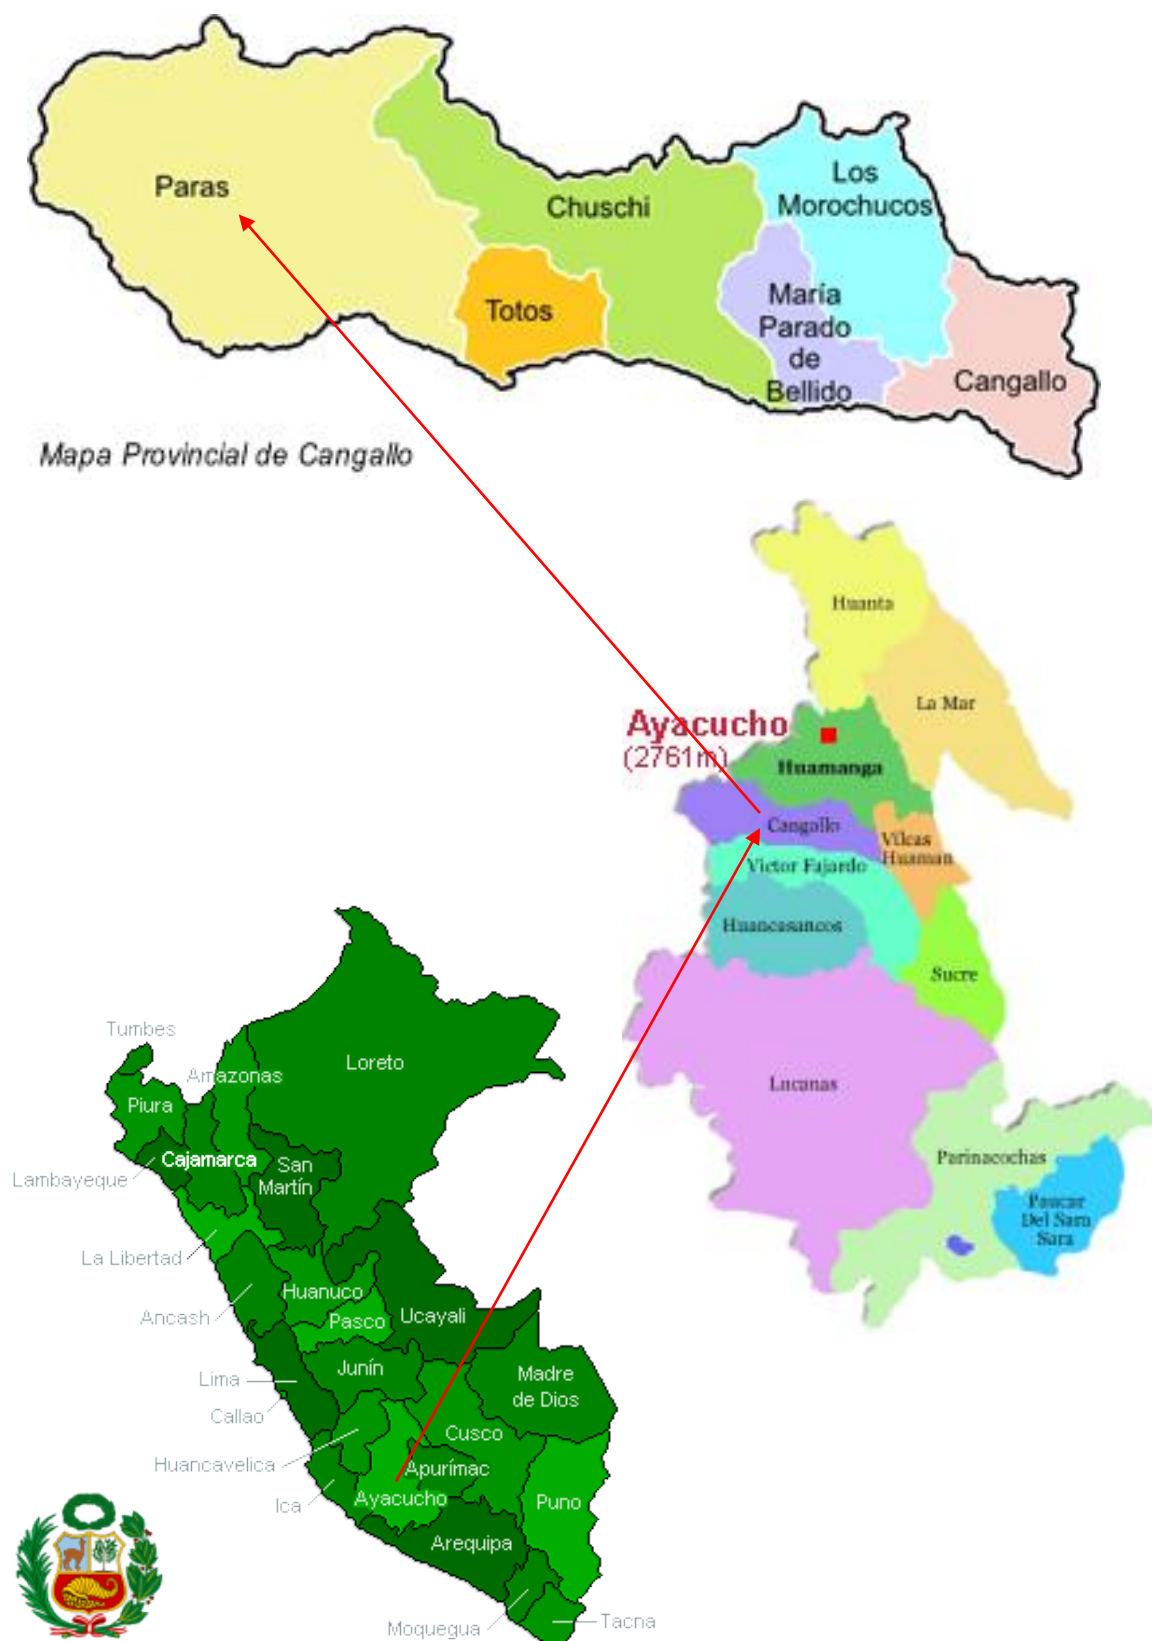 Paras
Chuschi
Los
Morochucos
Totos
María
Parado
de
Bellido
Cangallo
Mapa Provincial de Cangallo
Huanta
La Mar
Ayacucho
(2761m)
Huamanga
Cangallo
Vilcas
Huaman
Victor Fajardo
Huancasancos
Sucre
Lucanas
Parinacochas
Paucar
Del Sara
Sara
Tumbes
Loreto
Amazonas
Piura
Cajamarca
San
Martín
Lambayeque
La Libertad
Huanuco
Ancash
Pasco
Ucayali
Junín
Lima
Madre
de Dios
Callao
Cusco
Huancavelica
Apurímac
Ica
Ayacucho
Puno
Arequipa
Moquegua
Tacna